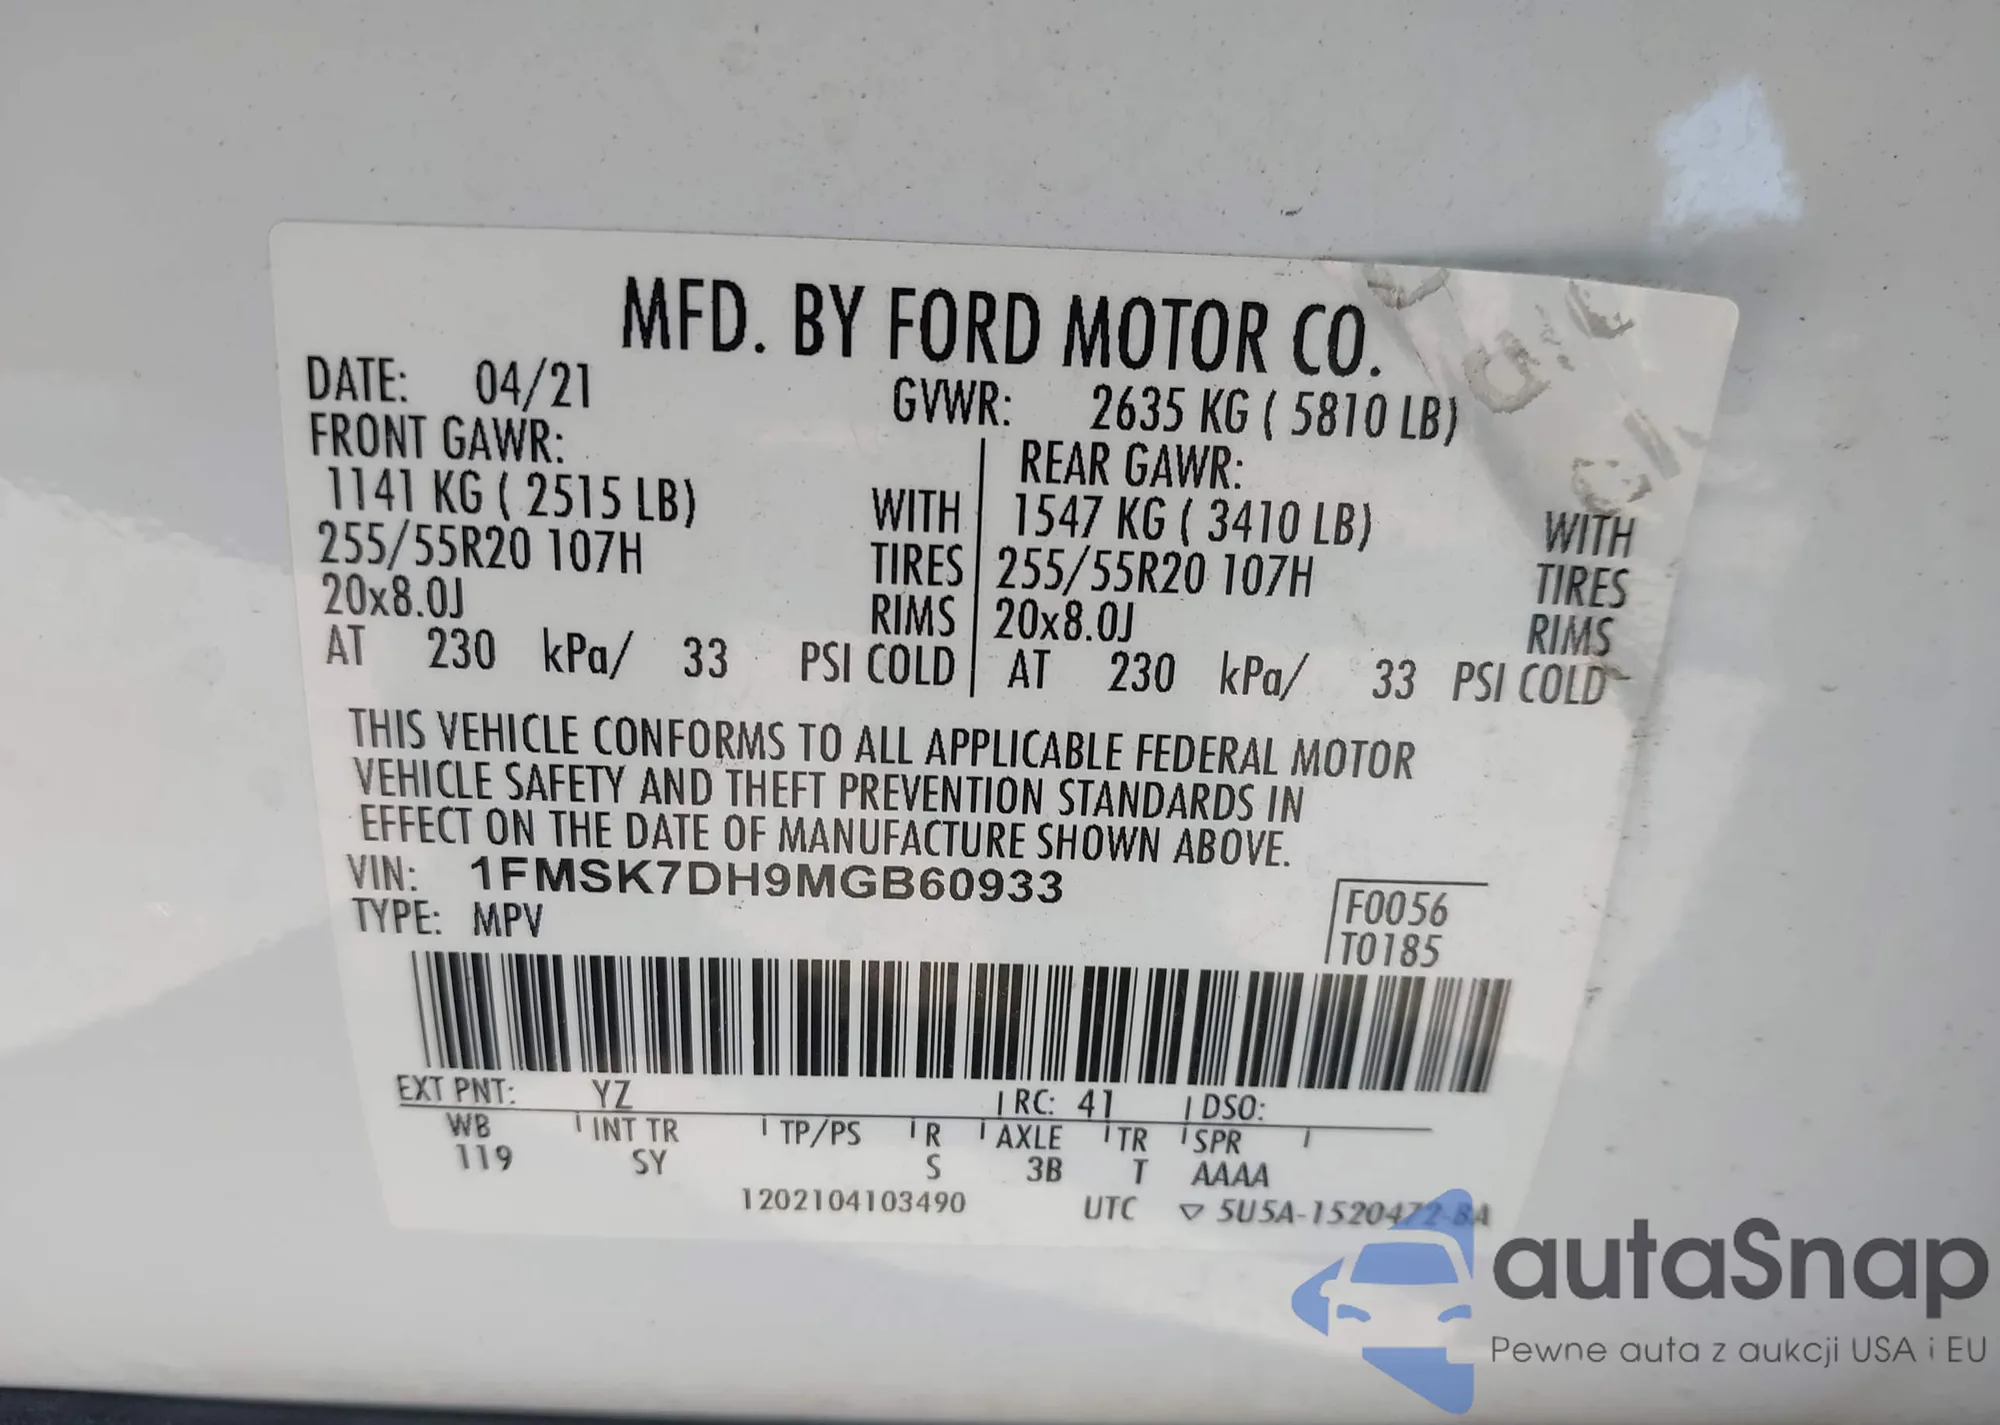 MFD. BY FORD MOTOR CO.
DATE: 04/21 GVWR: 2635 KG ( 5810 LB)
FRONT GAWR: REAR GAWR:
1141 KG ( 2515 LB) WITH 1547 KG ( 3410 LB) WITH
255/55R20 107H TIRES 255/55R20 107H TIRES
20x8.0J RIMS 20x8.0J RIMS
AT 230 kPa/ 33 PSI COLD AT 230 kPa/ 33 PSI COLD
THIS VEHICLE CONFORMS TO ALL APPLICABLE FEDERAL MOTOR
VEHICLE SAFETY AND THEFT PREVENTION STANDARDS IN
EFFECT ON THE DATE OF MANUFACTURE SHOWN ABOVE.
VIN: 1FMSK7DH9MGB60933
TYPE: MPV
F0056
T0185
EXT PNT: YZ RC: 41 DSO:
WB INT TR TP/PS R AXLE TR SPR
119 SY S 3B T AAAA
1202104103490 UTC ▽ 5U5A-1520472-BA
autaSnap
Pewne auta z aukcji USA i EU